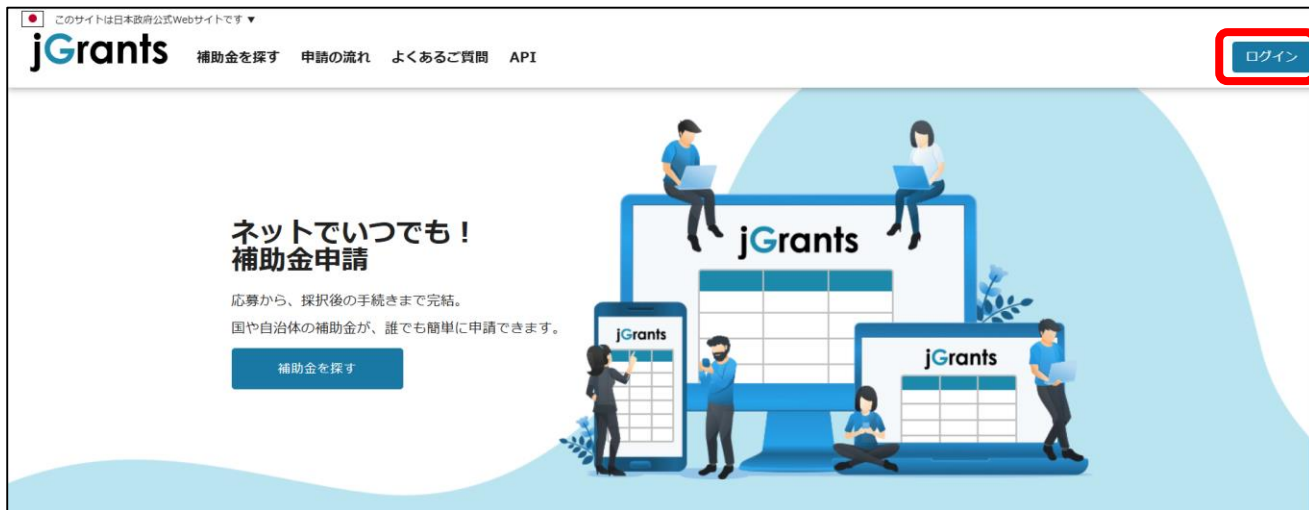 このサイトは日本政府公式Webサイトです ▼
jGrants 補助金を探す 申請の流れ よくあるご質問 API ログイン
ネットでいつでも！
補助金申請
応募から、採択後の手続きまで完結。
国や自治体の補助金が、誰でも簡単に申請できます。
補助金を探す
jGrants
jGrants
jGrants